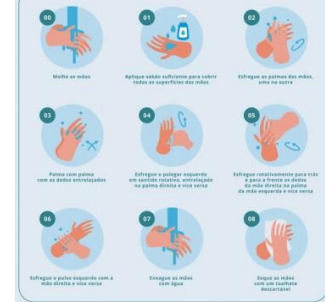 00
Molhe as mãos
01
Aplique sabão suficiente para cobrir
todas as superfícies das mãos
02
Esfregue as palmas das mãos,
uma na outra
03
Palma com palma
com os dedos entrelaçados
04
Esfregue o polegar esquerdo
em sentido rotativo, entrelaçado
na palma direita e vice versa
05
Esfregue rotativamente para trás
e para a frente os dedos
da mão direita na palma
da mão esquerda e vice versa
06
Esfregue o pulso esquerdo com a
mão direita e vice versa
07
Enxague as mãos
com água
08
Seque as mãos
com um toalhete
descartável